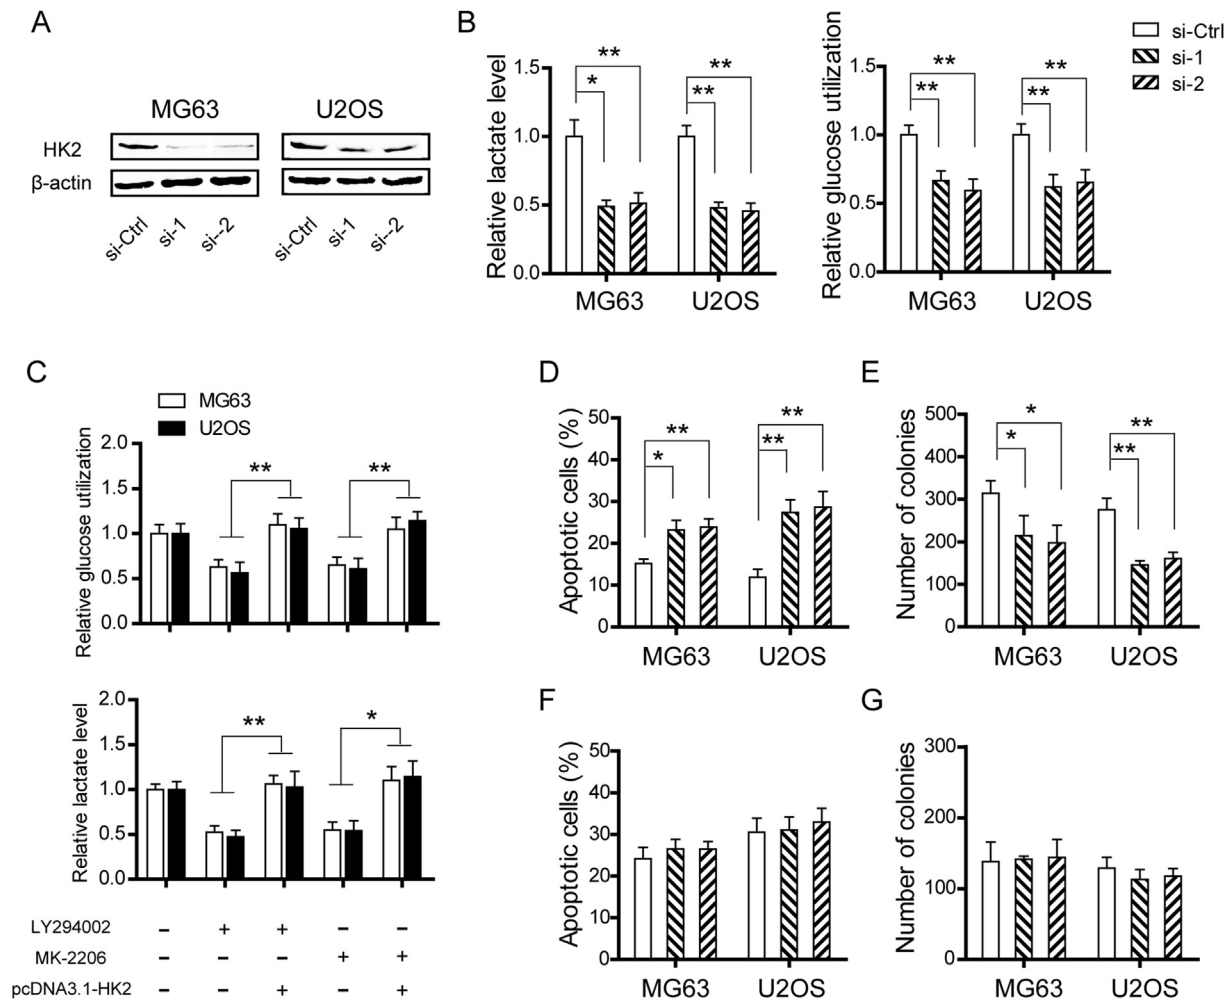 A
MG63 U2OS
HK2
β-actin
si-Ctrl si-1 si--2 si-Ctrl si-1 si--2
B
Relative lactate level
1.5
1.0
0.5
0.0
** * ** **
MG63 U2OS
Relative glucose utilization
1.5
1.0
0.5
0.0
** ** ** **
MG63 U2OS
si-Ctrl
si-1
si-2
C
MG63
U2OS
Relative glucose utilization
2.0
1.5
1.0
0.5
0.0
** **
Relative lactate level
2.0
1.5
1.0
0.5
0.0
** *
LY294002 − + + − −
MK-2206 − − − + +
pcDNA3.1-HK2 − − + − +
D
Apoptotic cells (%)
50
40
30
20
10
0
** * ** **
MG63 U2OS
E
Number of colonies
500
400
300
200
100
0
* * ** **
MG63 U2OS
F
Apoptotic cells (%)
50
40
30
20
10
0
MG63 U2OS
G
Number of colonies
300
200
100
0
MG63 U2OS